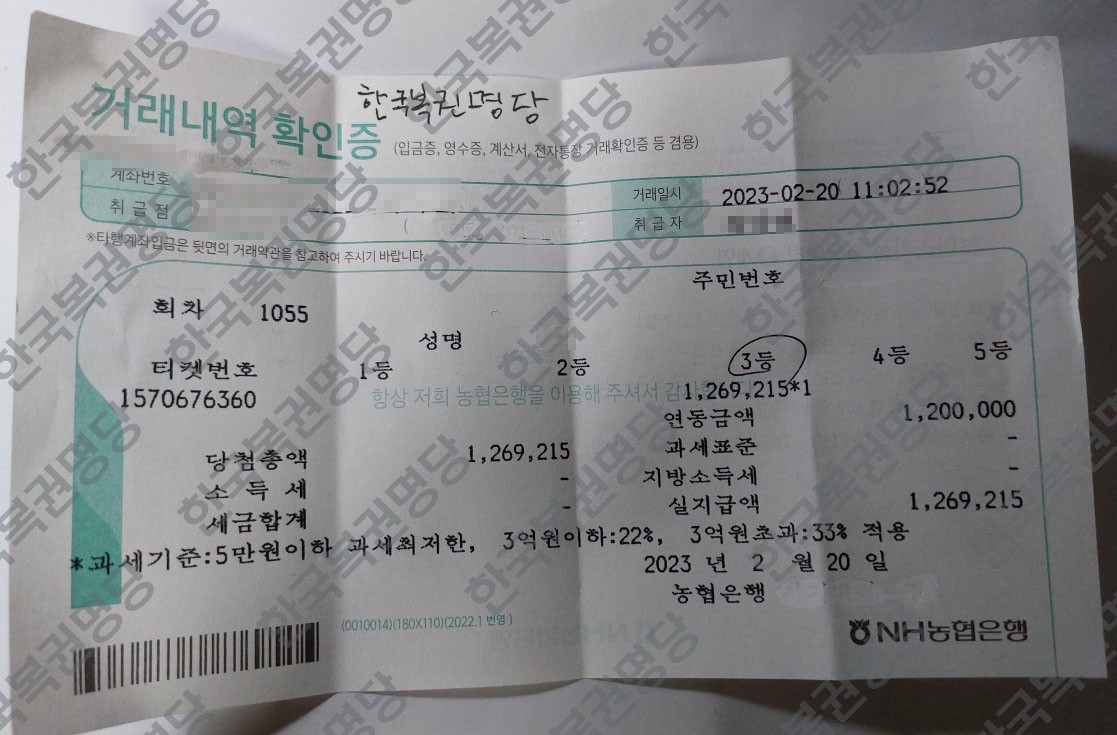 한국복권명당
거래내역 확인증 (입금증, 영수증, 계산서, 전자통장 거래확인증 등 겸용)
계좌번호 거래일시 2023-02-20 11:02:52
취급점 ( 취급자
※타행계좌입금은 뒷면의 거래약관을 참고하여 주시기 바랍니다.
주민번호
회차 1055
성명
티켓번호 1등 2등 3등 4등 5등
1570676360 1,269,215*1
항상 저희 농협은행을 이용해 주셔서
연동금액 1,200,000
당첨총액 1,269,215 과세표준 -
소득세 - 지방소득세 -
세금합계 - 실지급액 1,269,215
*과세기준:5만원이하 과세최저한, 3억원이하:22%, 3억원초과:33% 적용
2023 년 2 월 20 일
농협은행
(0010014)(180X110)(2022.1 번영)
NH농협은행
한국복권명당